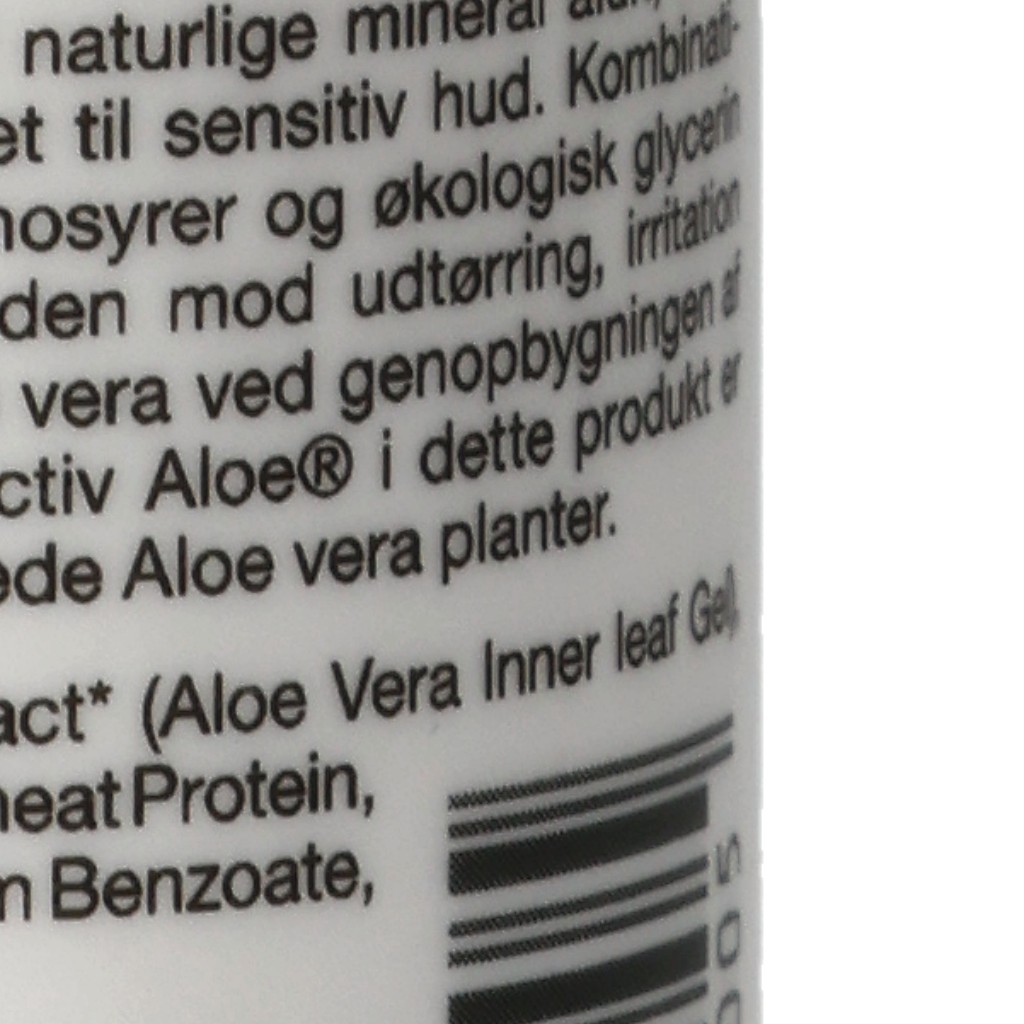 naturlige mineral
et til sensitiv hud. Kombinati-
nosyrer og økologisk glycerin
den mod udtørring, irritation
vera ved genopbygningen af
ctiv Aloe® i dette produkt er
ede Aloe vera planter.
act* (Aloe Vera Inner leaf Gel),
heat Protein,
m Benzoate,